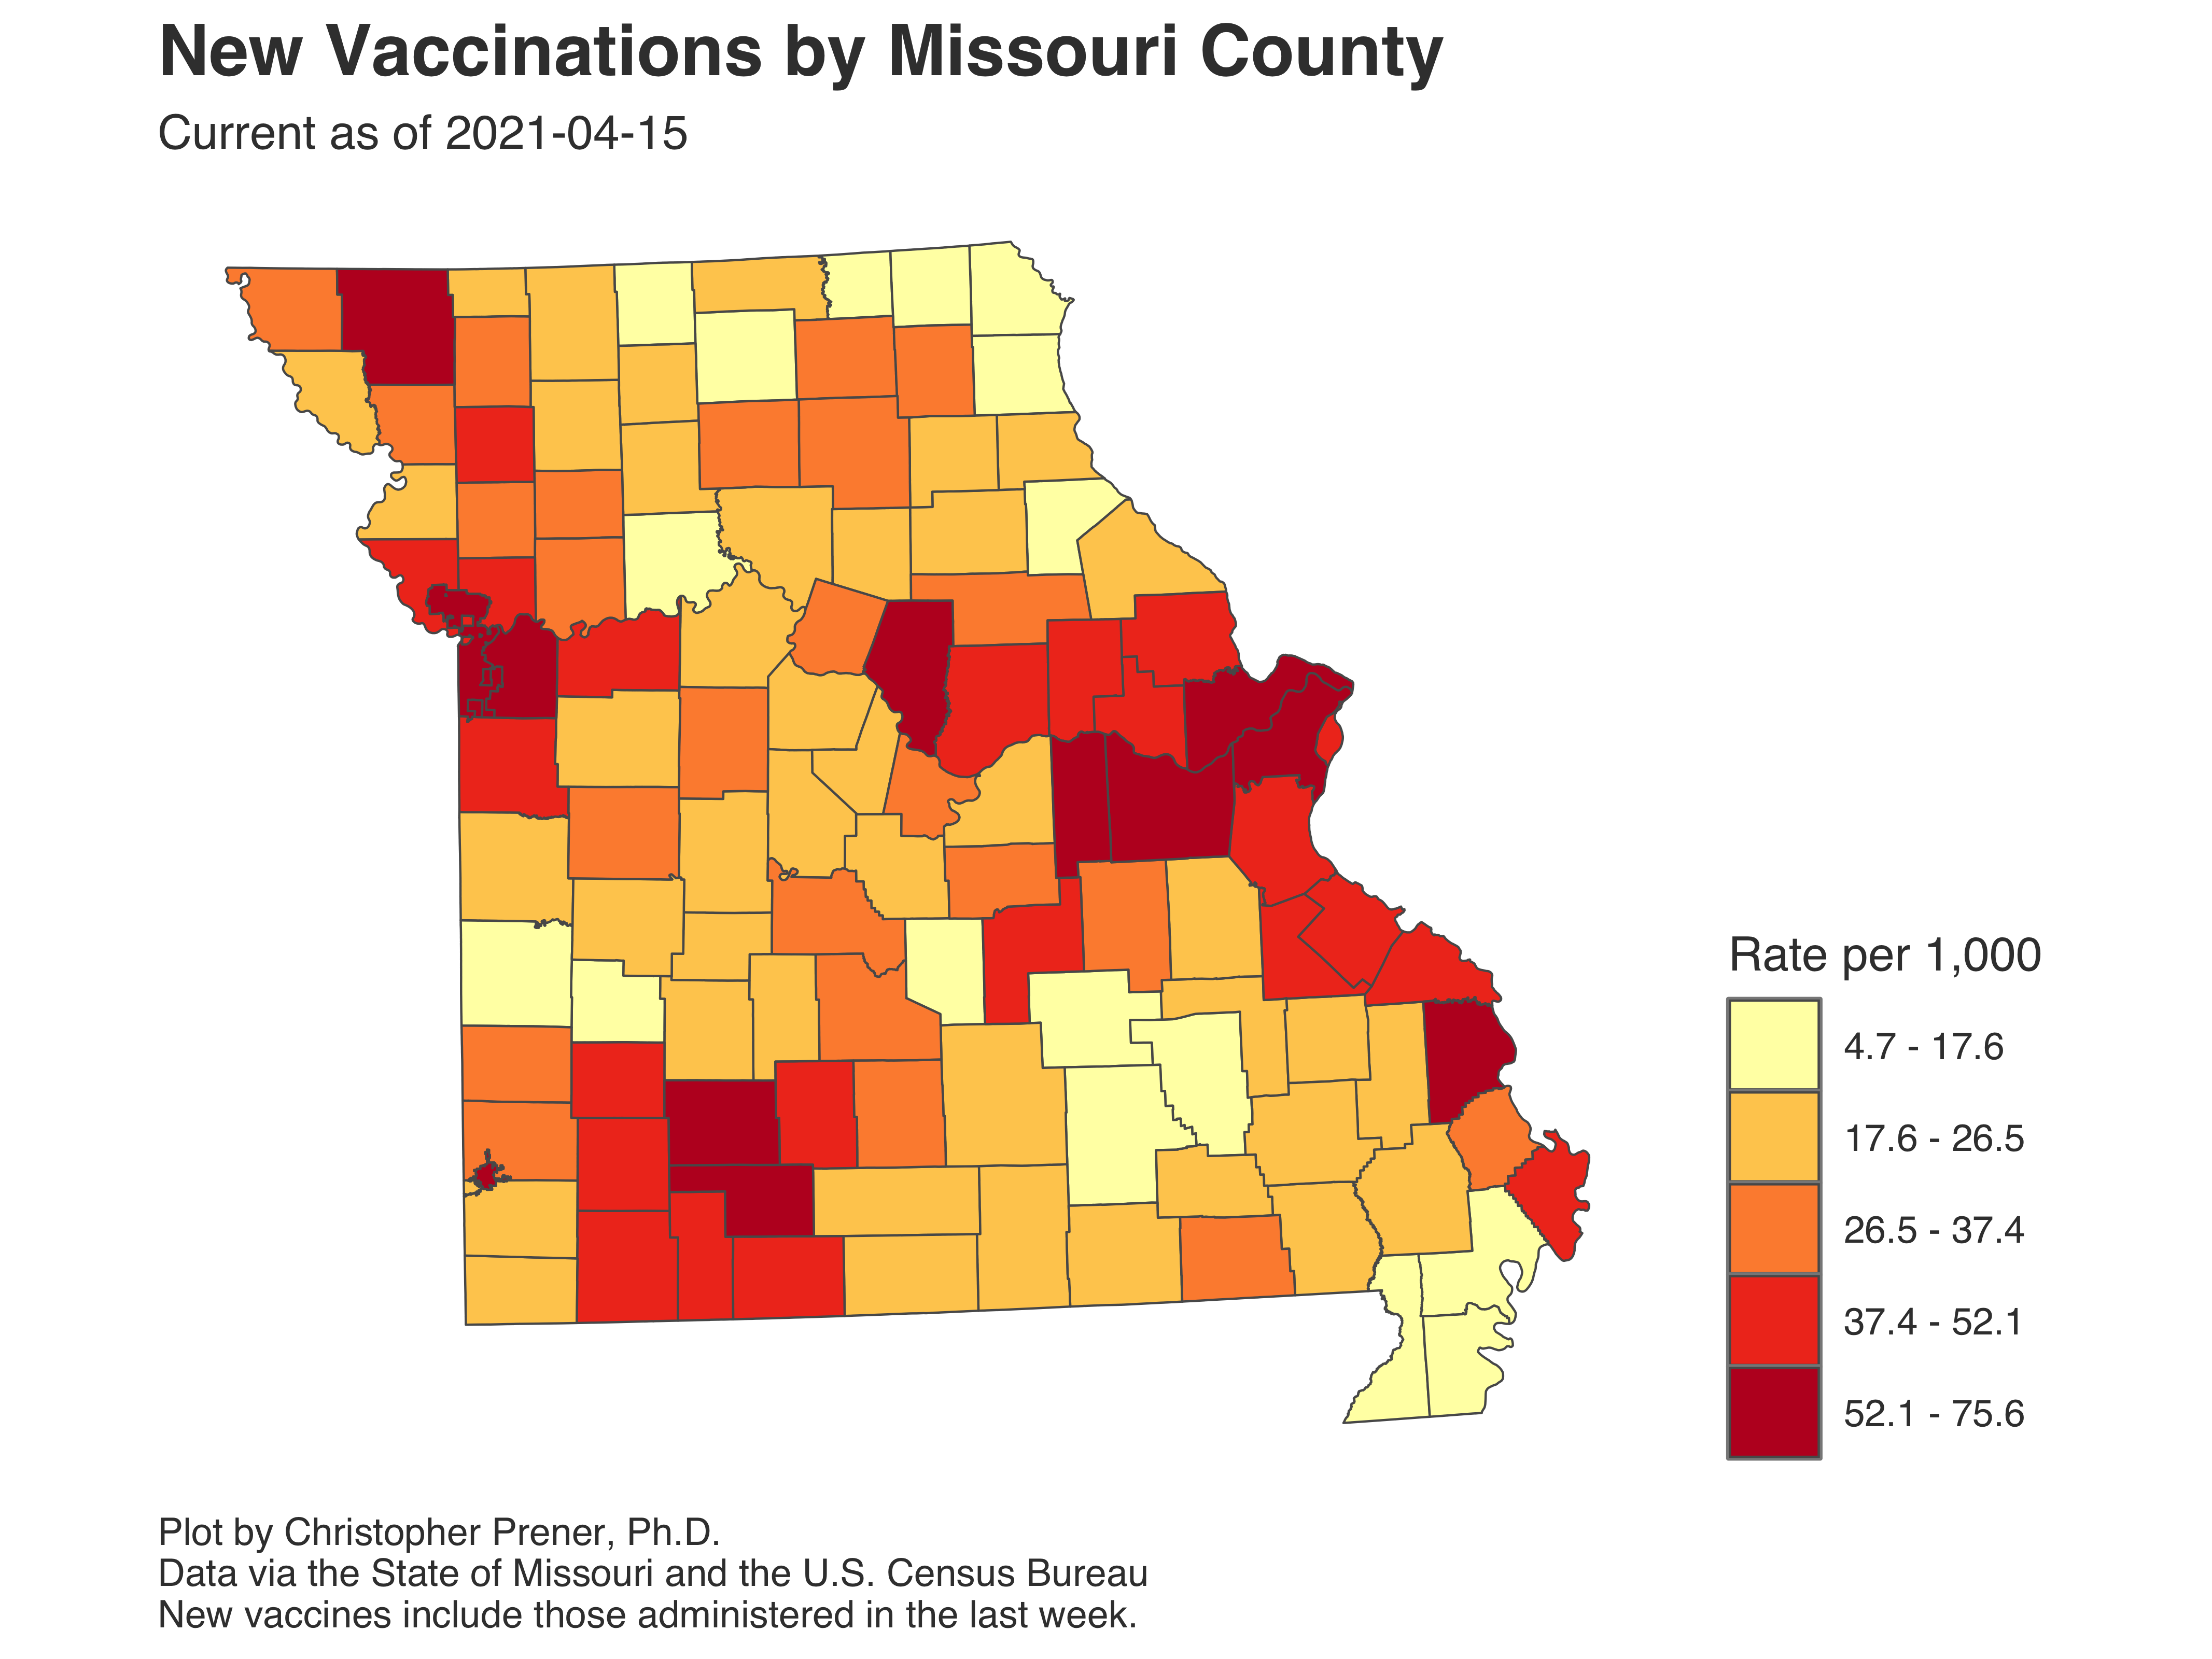 New Vaccinations by Missouri County
Current as of 2021-04-15
Rate per 1,000
4.7 - 17.6
17.6 - 26.5
26.5 - 37.4
37.4 - 52.1
52.1 - 75.6
Plot by Christopher Prener, Ph.D.
Data via the State of Missouri and the U.S. Census Bureau
New vaccines include those administered in the last week.